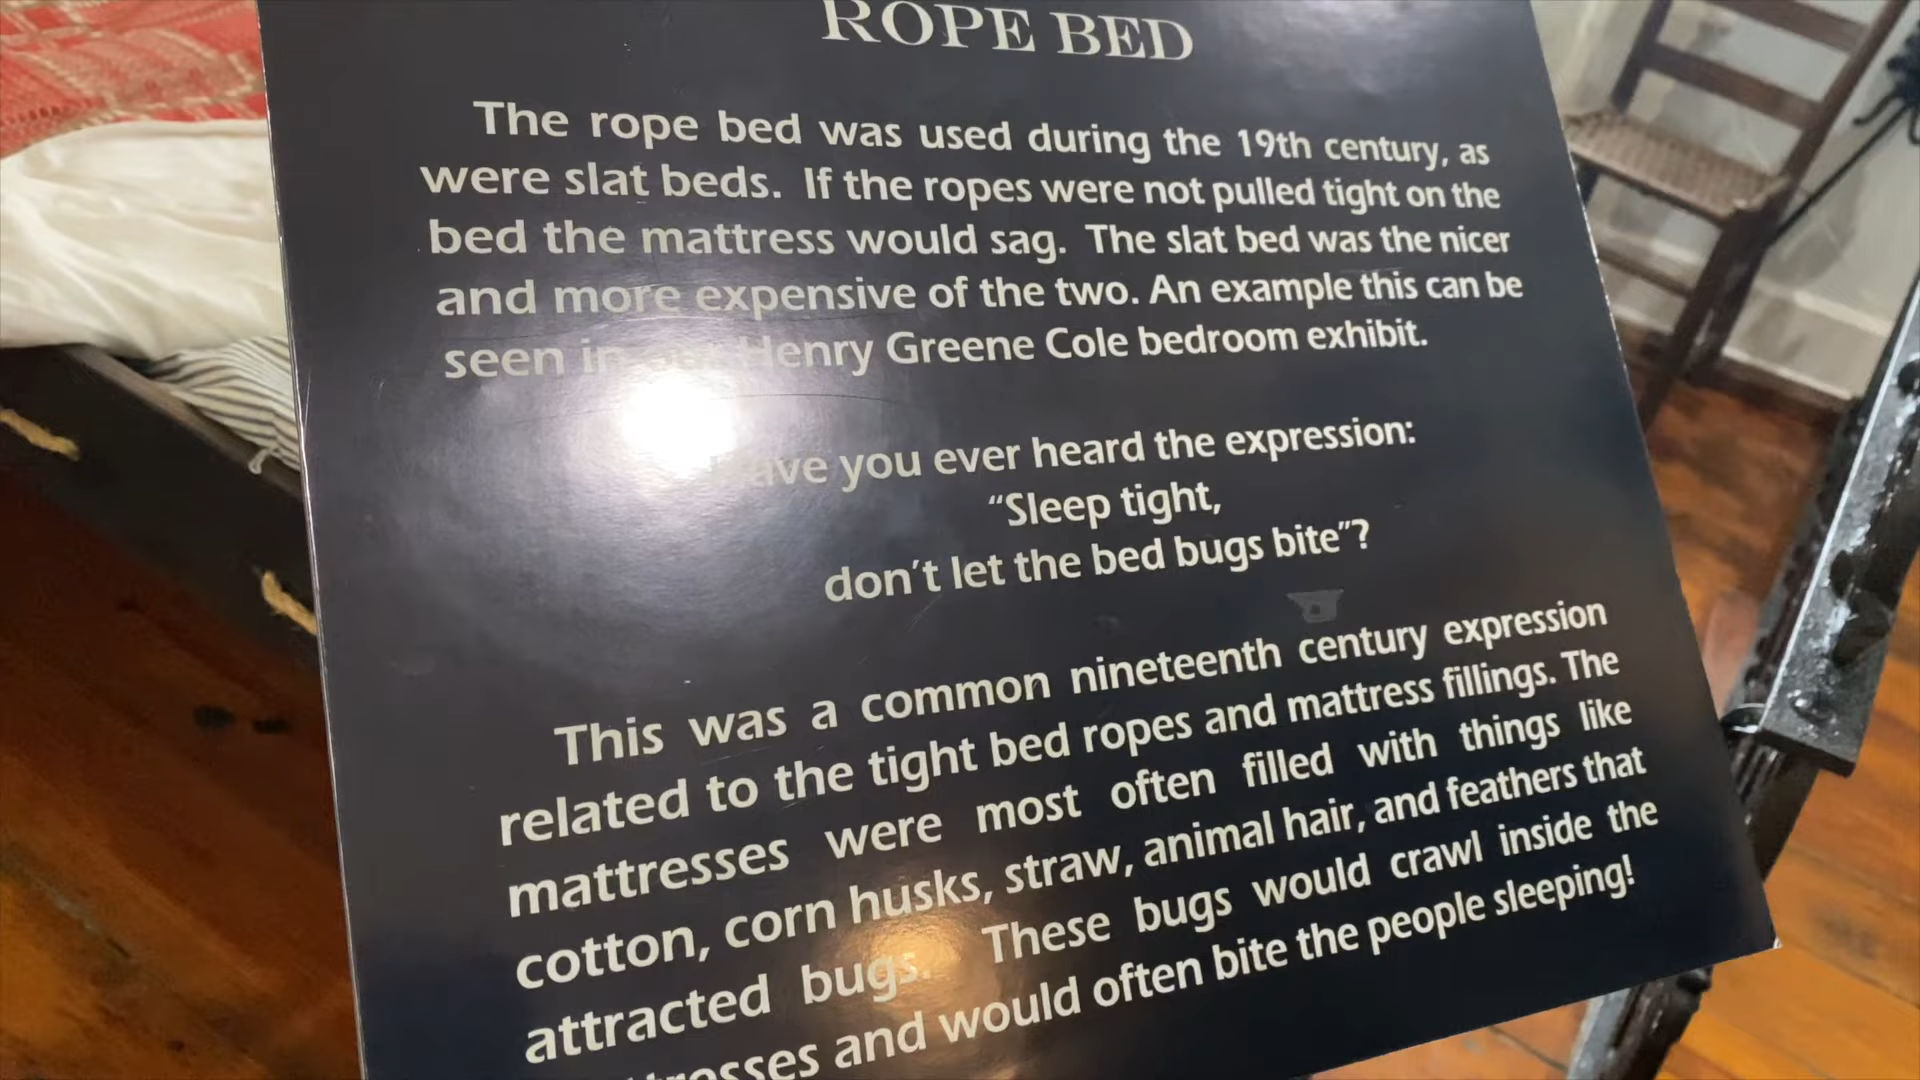 ROPE BED
The rope bed was used during the 19th century, as
were slat beds. If the ropes were not pulled tight on the
bed the mattress would sag. The slat bed was the nicer
and more expensive of the two. An example this can be
seen in Henry Greene Cole bedroom exhibit.
Have you ever heard the expression:
“Sleep tight,
don’t let the bed bugs bite”?
This was a common nineteenth century expression
related to the tight bed ropes and mattress fillings. The
mattresses were most often filled with things like
cotton, corn husks, straw, animal hair, and feathers that
attracted bugs. These bugs would crawl inside the
and would often bite the people sleeping!